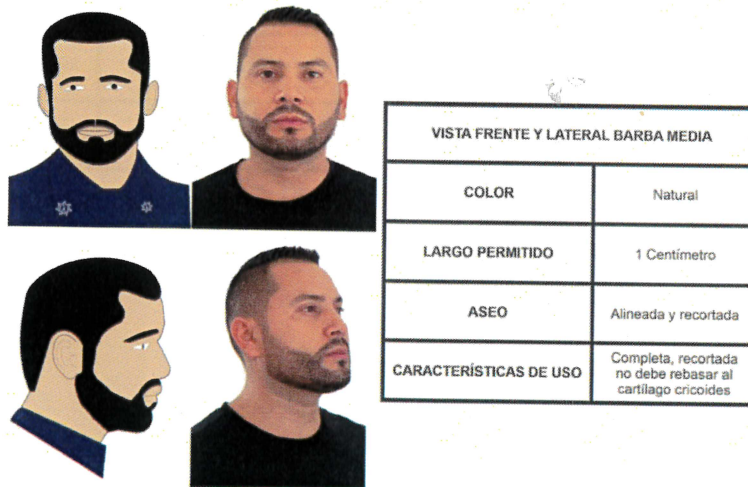 VISTA FRENTE Y LATERAL BARBA MEDIA
COLOR
Natural
LARGO PERMITIDO
1 Centímetro
ASEO
Alineada y recortada
CARACTERÍSTICAS DE USO
Completa, recortada
no debe rebasar al
cartílago cricoides